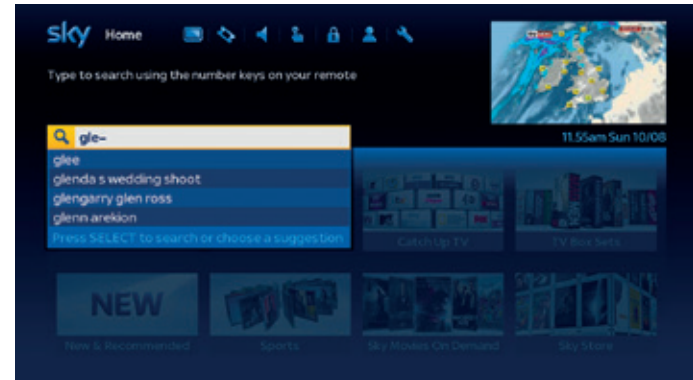 sky Home
Type to search using the number keys on your remote
gle-
11.55am Sun 10/08
glee
glenda s wedding shoot
glengarry glen ross
glenn arekion
Press SELECT to search or choose a suggestion
Catch Up TV
TV Box Sets
NEW
New & Recommended
Sports
Sky Movies On Demand
Sky Store